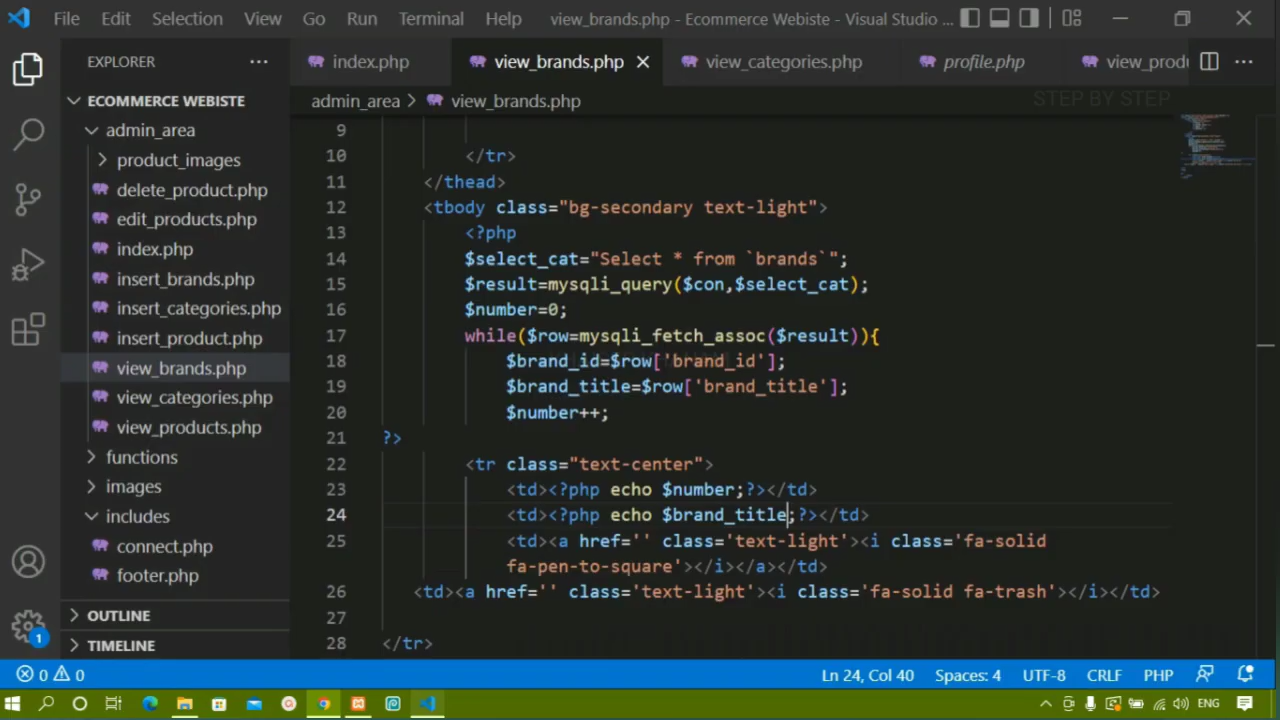 File Edit Selection View Go Run Terminal Help view_brands.php - Ecommerce Webiste - Visual Studio ...
EXPLORER ...
index.php view_brands.php view_categories.php profile.php view_produ
admin_area > view_brands.php
STEP BY STEP
ECOMMERCE WEBISTE
admin_area
product_images
delete_product.php
edit_products.php
index.php
insert_brands.php
insert_categories.php
insert_product.php
view_brands.php
view_categories.php
view_products.php
functions
images
includes
connect.php
footer.php
OUTLINE
TIMELINE
9
10 </tr>
11 </thead>
12 <tbody class="bg-secondary text-light">
13 <?php
14 $select_cat="Select * from `brands`";
15 $result=mysqli_query($con,$select_cat);
16 $number=0;
17 while($row=mysqli_fetch_assoc($result)){
18 $brand_id=$row['brand_id'];
19 $brand_title=$row['brand_title'];
20 $number++;
21 ?>
22 <tr class="text-center">
23 <td><?php echo $number;?></td>
24 <td><?php echo $brand_title;?></td>
25 <td><a href='' class='text-light'><i class='fa-solid
fa-pen-to-square'></i></a></td>
26 <td><a href='' class='text-light'><i class='fa-solid fa-trash'></i></td>
27
28 </tr>
1
0 0 Ln 24, Col 40 Spaces: 4 UTF-8 CRLF PHP
ENG